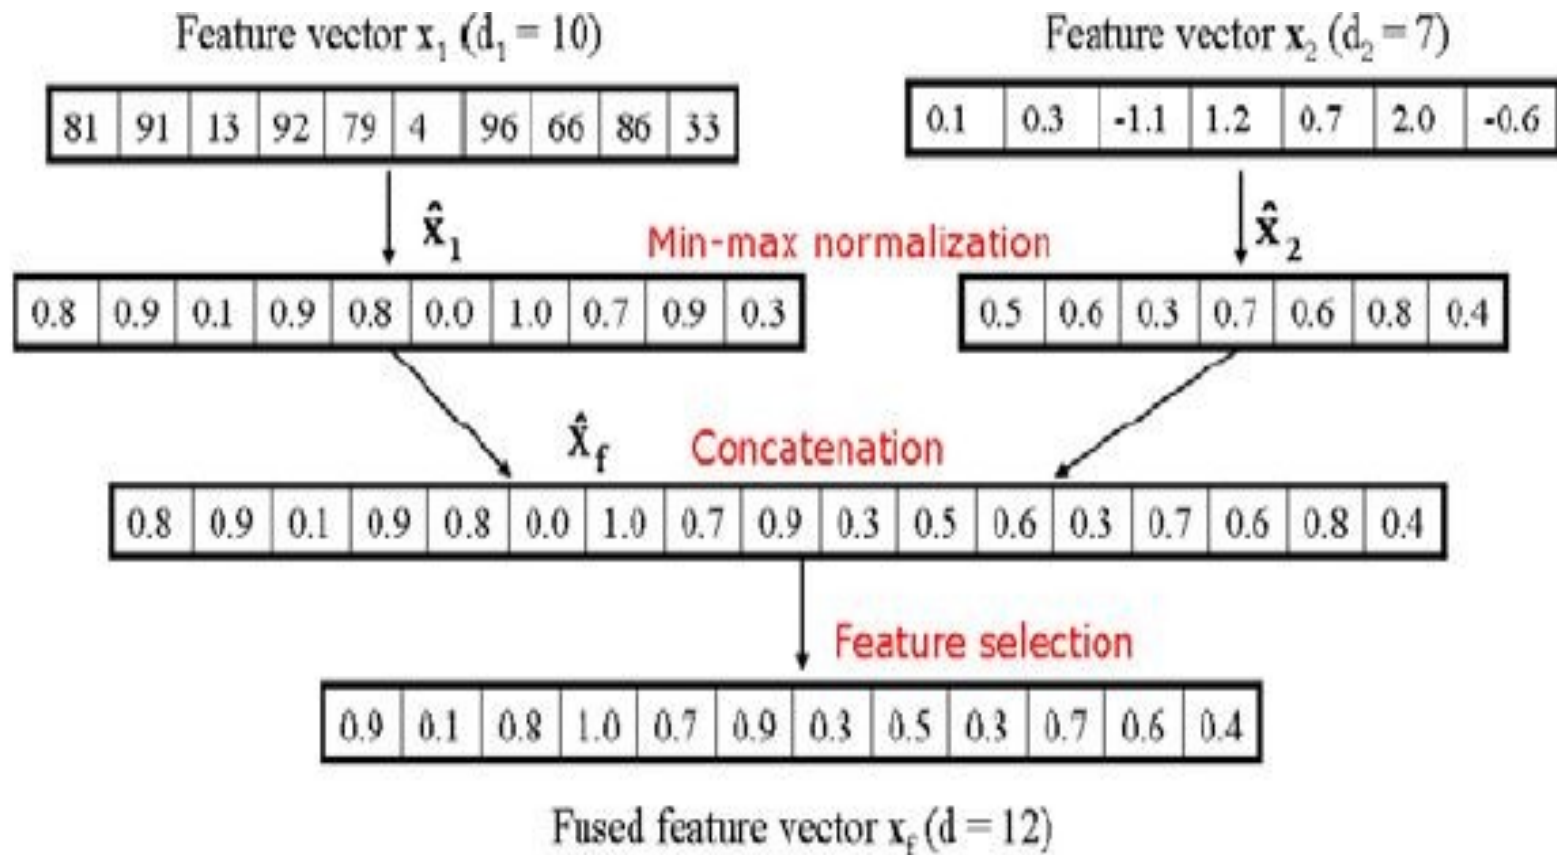 Feature vector x₁ (d₁ = 10) Feature vector x₂ (d₂ = 7)
81 91 13 92 79 4 96 66 86 33 0.1 0.3 -1.1 1.2 0.7 2.0 -0.6
x̂₁ Min-max normalization x̂₂
0.8 0.9 0.1 0.9 0.8 0.0 1.0 0.7 0.9 0.3 0.5 0.6 0.3 0.7 0.6 0.8 0.4
x̂f Concatenation
0.8 0.9 0.1 0.9 0.8 0.0 1.0 0.7 0.9 0.3 0.5 0.6 0.3 0.7 0.6 0.8 0.4
Feature selection
0.9 0.1 0.8 1.0 0.7 0.9 0.3 0.5 0.3 0.7 0.6 0.4
Fused feature vector xf (d = 12)